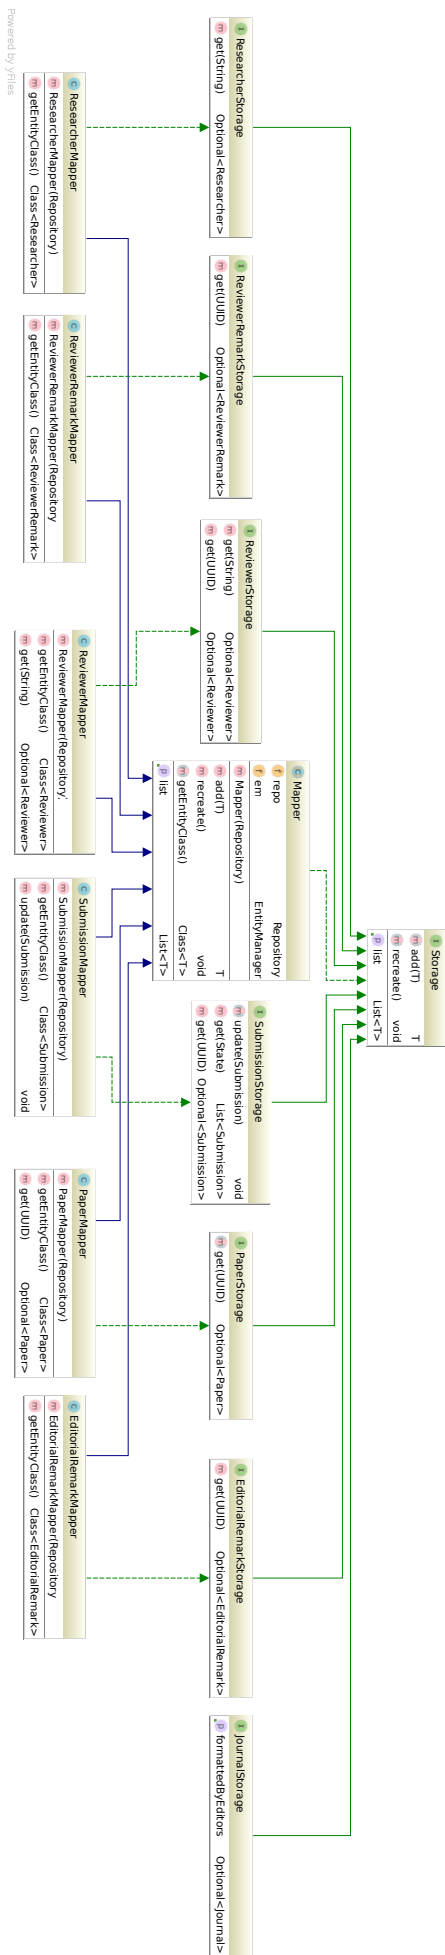 Storage
add(T) T
recreate() void
list List<T>
ResearcherStorage
get(String) Optional<Researcher>
ReviewerRemarkStorage
get(UUID) Optional<ReviewerRemark>
ReviewerStorage
get(String) Optional<Reviewer>
get(UUID) Optional<Reviewer>
Mapper
repo Repository
em EntityManager
Mapper(Repository)
add(T) T
recreate() void
getEntityClass() Class<T>
list List<T>
SubmissionStorage
update(Submission) void
get(State) List<Submission>
get(UUID) Optional<Submission>
PaperStorage
get(UUID) Optional<Paper>
EditorialRemarkStorage
get(UUID) Optional<EditorialRemark>
JournalStorage
formattedByEditors Optional<Journal>
ResearcherMapper
ResearcherMapper(Repository)
getEntityClass() Class<Researcher>
ReviewerRemarkMapper
ReviewerRemarkMapper(Repository
getEntityClass() Class<ReviewerRemark>
ReviewerMapper
ReviewerMapper(Repository)
getEntityClass() Class<Reviewer>
get(String) Optional<Reviewer>
SubmissionMapper
SubmissionMapper(Repository)
getEntityClass() Class<Submission>
update(Submission) void
PaperMapper
PaperMapper(Repository)
getEntityClass() Class<Paper>
get(UUID) Optional<Paper>
EditorialRemarkMapper
EditorialRemarkMapper(Repository
getEntityClass() Class<EditorialRemark>
Powered by yFiles